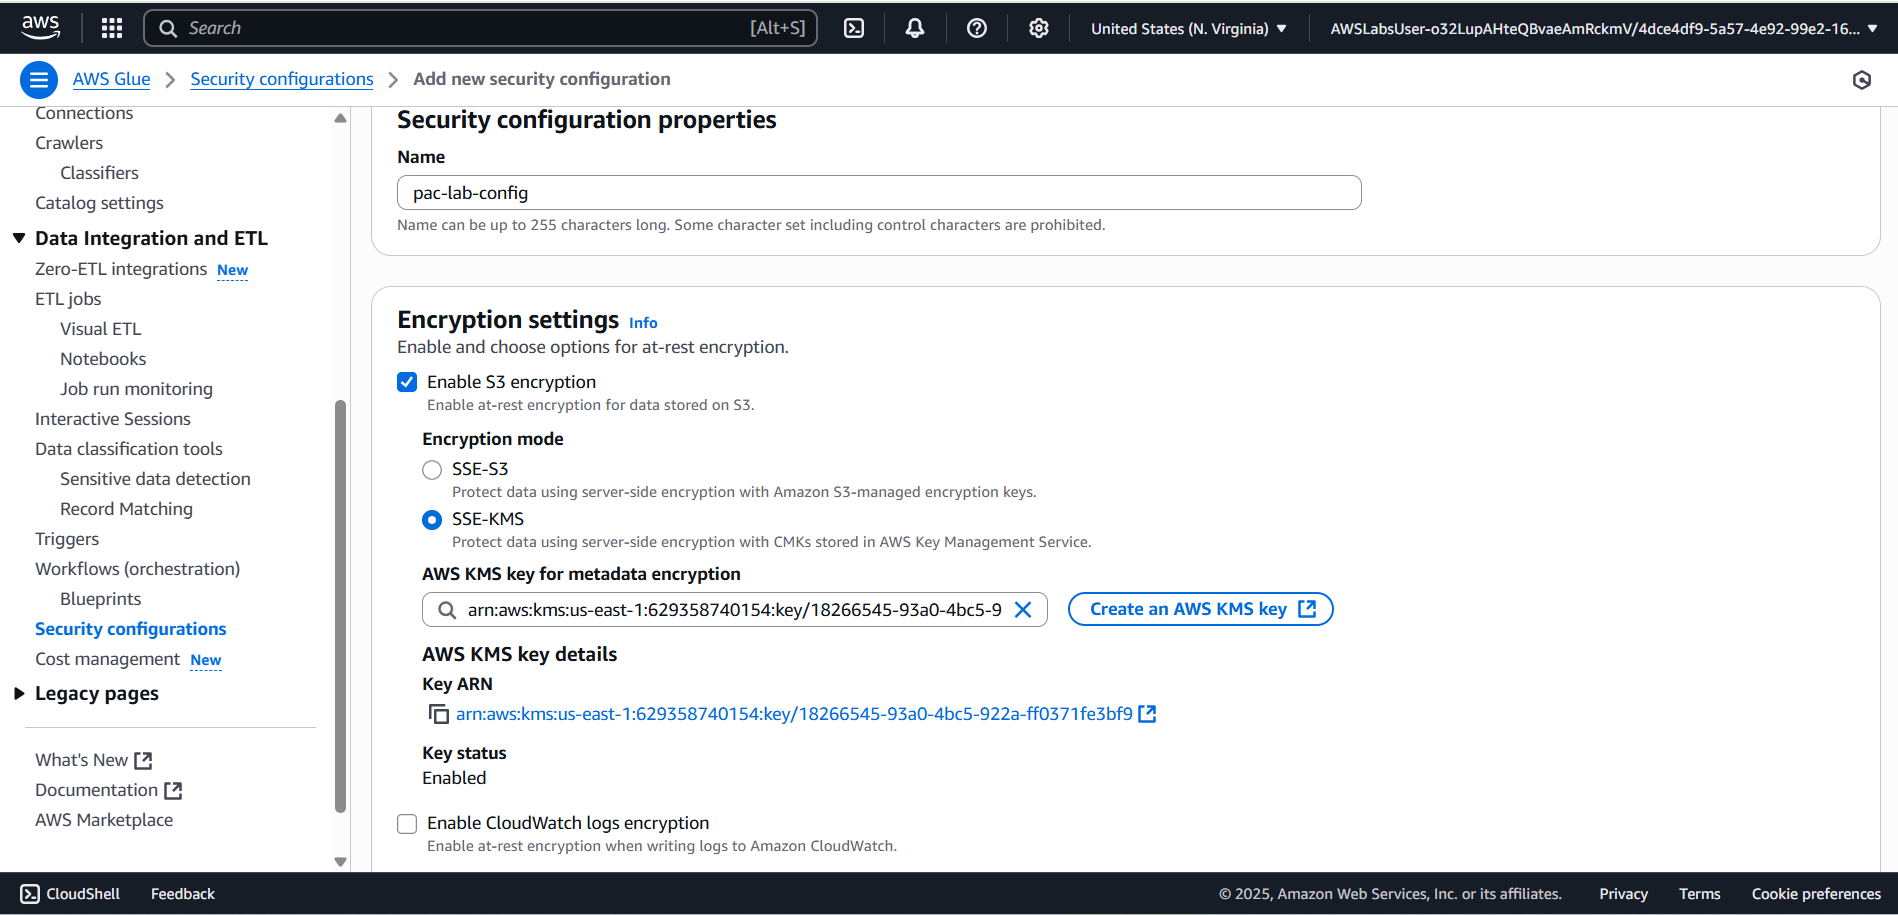 aws
Search
[Alt+S]
United States (N. Virginia)
AWSLabsUser-o32LupAHteQBvaeAmRckmV/4dce4df9-5a57-4e92-99e2-16...
AWS Glue
Security configurations
Add new security configuration
Connections
Crawlers
Classifiers
Catalog settings
Data Integration and ETL
Zero-ETL integrations New
ETL jobs
Visual ETL
Notebooks
Job run monitoring
Interactive Sessions
Data classification tools
Sensitive data detection
Record Matching
Triggers
Workflows (orchestration)
Blueprints
Security configurations
Cost management New
Legacy pages
What's New
Documentation
AWS Marketplace
Security configuration properties
Name
pac-lab-config
Name can be up to 255 characters long. Some character set including control characters are prohibited.
Encryption settings Info
Enable and choose options for at-rest encryption.
Enable S3 encryption
Enable at-rest encryption for data stored on S3.
Encryption mode
SSE-S3
Protect data using server-side encryption with Amazon S3-managed encryption keys.
SSE-KMS
Protect data using server-side encryption with CMKs stored in AWS Key Management Service.
AWS KMS key for metadata encryption
arn:aws:kms:us-east-1:629358740154:key/18266545-93a0-4bc5-9
Create an AWS KMS key
AWS KMS key details
Key ARN
arn:aws:kms:us-east-1:629358740154:key/18266545-93a0-4bc5-922a-ff0371fe3bf9
Key status
Enabled
Enable CloudWatch logs encryption
Enable at-rest encryption when writing logs to Amazon CloudWatch.
CloudShell
Feedback
© 2025, Amazon Web Services, Inc. or its affiliates.
Privacy
Terms
Cookie preferences